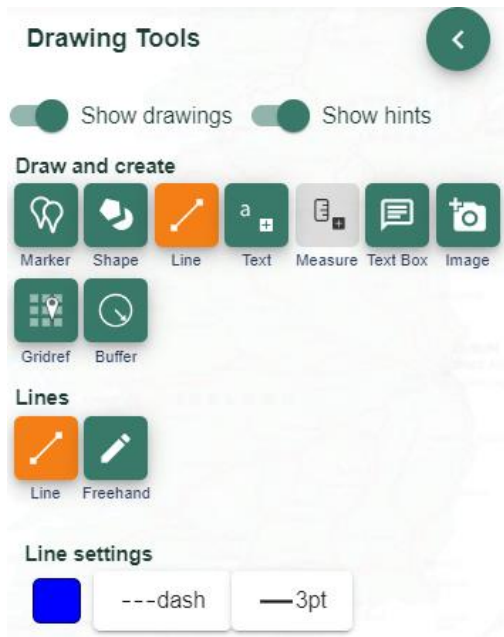 Drawing Tools
Show drawings Show hints
Draw and create
a
Marker Shape Line Text Measure Text Box Image
Gridref Buffer
Lines
Line Freehand
Line settings
---dash —3pt